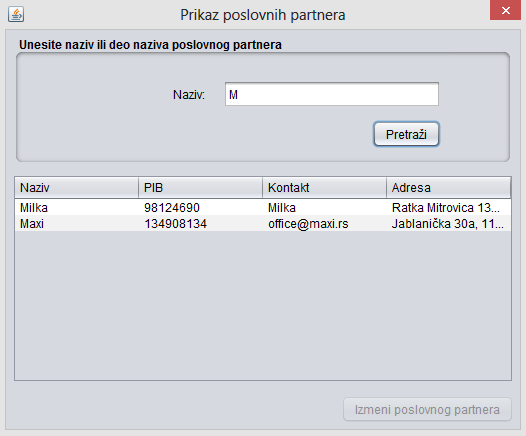 Prikaz poslovnih partnera
Unesite naziv ili deo naziva poslovnog partnera
Naziv: M
Pretraži
Naziv PIB Kontakt Adresa
Milka 98124690 Milka Ratka Mitrovica 13...
Maxi 134908134 office@maxi.rs Jablanička 30a, 11...
Izmeni poslovnog partnera